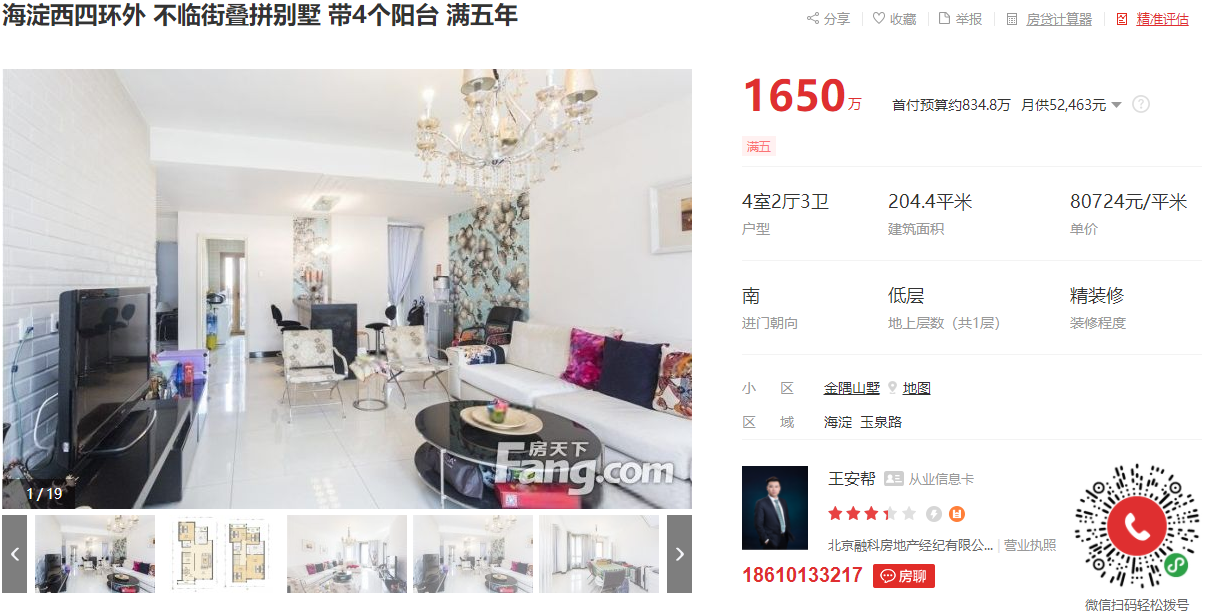 海淀西四环外 不临街叠拼别墅 带4个阳台 满五年
分享 收藏 举报 房贷计算器 精准评估
1650万 首付预算约834.8万 月供52,463元 ?
满五
4室2厅3卫 204.4平米 80724元/平米
户型 建筑面积 单价
南 低层 精装修
进门朝向 地上层数（共1层） 装修程度
小 区 金隅山墅 地图
区 域 海淀 玉泉路
房天下
Fang.com
1 / 19
王安帮 从业信息卡
北京融科房地产经纪有限公... 营业执照
18610133217 房聊
微信扫码轻松拨号